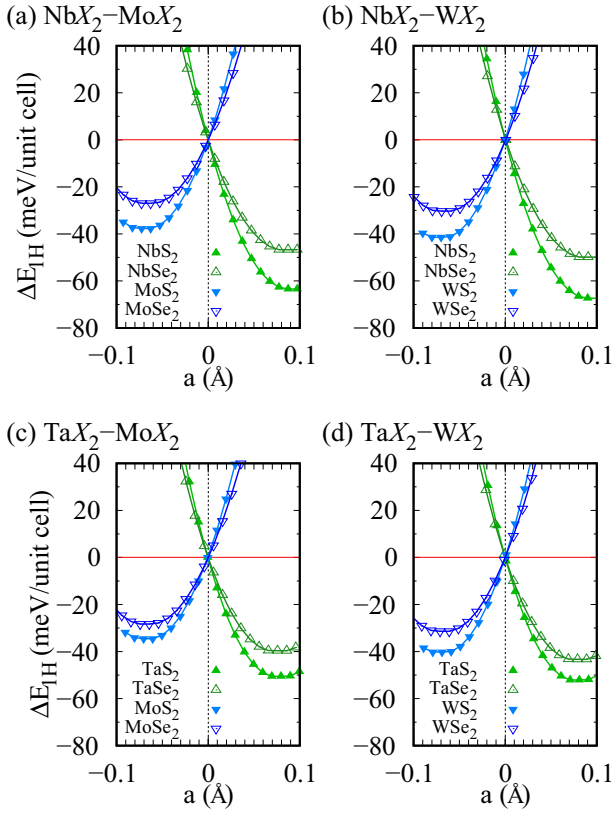 (a) NbX₂−MoX₂
ΔE₁H (meV/unit cell)
40
20
0
−20
−40
−60
−80
NbS₂
NbSe₂
MoS₂
MoSe₂
−0.1
0
0.1
a (Å)
(b) NbX₂−WX₂
40
20
0
−20
−40
−60
−80
NbS₂
NbSe₂
WS₂
WSe₂
−0.1
0
0.1
a (Å)
(c) TaX₂−MoX₂
ΔE₁H (meV/unit cell)
40
20
0
−20
−40
−60
−80
TaS₂
TaSe₂
MoS₂
MoSe₂
−0.1
0
0.1
a (Å)
(d) TaX₂−WX₂
40
20
0
−20
−40
−60
−80
TaS₂
TaSe₂
WS₂
WSe₂
−0.1
0
0.1
a (Å)